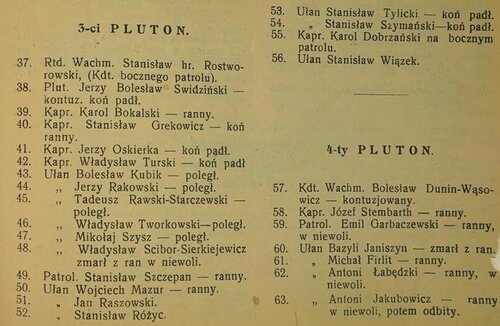 3-ci PLUTON.
37. Rtd. Wachm. Stanisław hr. Rostwo-
rowski, (Kdt. bocznego patrolu).
38. Plut. Jerzy Bolesław Swidziński —
kontuz. koń padł.
39. Kapr. Karol Bokalski — ranny.
40. Kapr. Stanisław Grekowicz — koń
ranny.
41. Kapr. Jerzy Oskierka — koń padł.
42. Kapr. Władysław Turski — koń padł
43. Ułan Bolesław Kubik — poległ.
44. „ Jerzy Rakowski — poległ.
45. „ Tadeusz Rawski-Starczewski —
poległ.
46. „ Władysław Tworkowski—poległ.
47. „ Mikołaj Szysz — poległ.
48. „ Władysław Scibor-Sierkiejewicz
zmarł z ran w niewoli.
49. Patrol. Stanisław Szczepan — ranny.
50. Ułan Wojciech Mazur — ranny.
51. „ Jan Raszowski.
52. „ Stanisław Różyc.
53. Ułan Stanisław Tylicki — koń padł.
54. „ Stanisław Szymański—koń padł.
55. Kapr. Karol Dobrzański na bocznym
patrolu.
56. Ułan Stanisław Wiązek.
4-ty PLUTON.
57. Kdt. Wachm. Bolesław Dunin-Wąso-
wicz — kontuzjowany.
58. Kapr. Józef Stembarth — ranny.
59. Patrol. Emil Garbaczewski — ranny,
w niewoli.
60. Ułan Bazyli Janiszyn — zmarł z ran.
61. „ Michał Firlit — ranny.
62. „ Antoni Łabędzki — ranny, w
niewoli.
63. „ Antoni Jakubowicz — ranny
w niewoli, potem odbity.